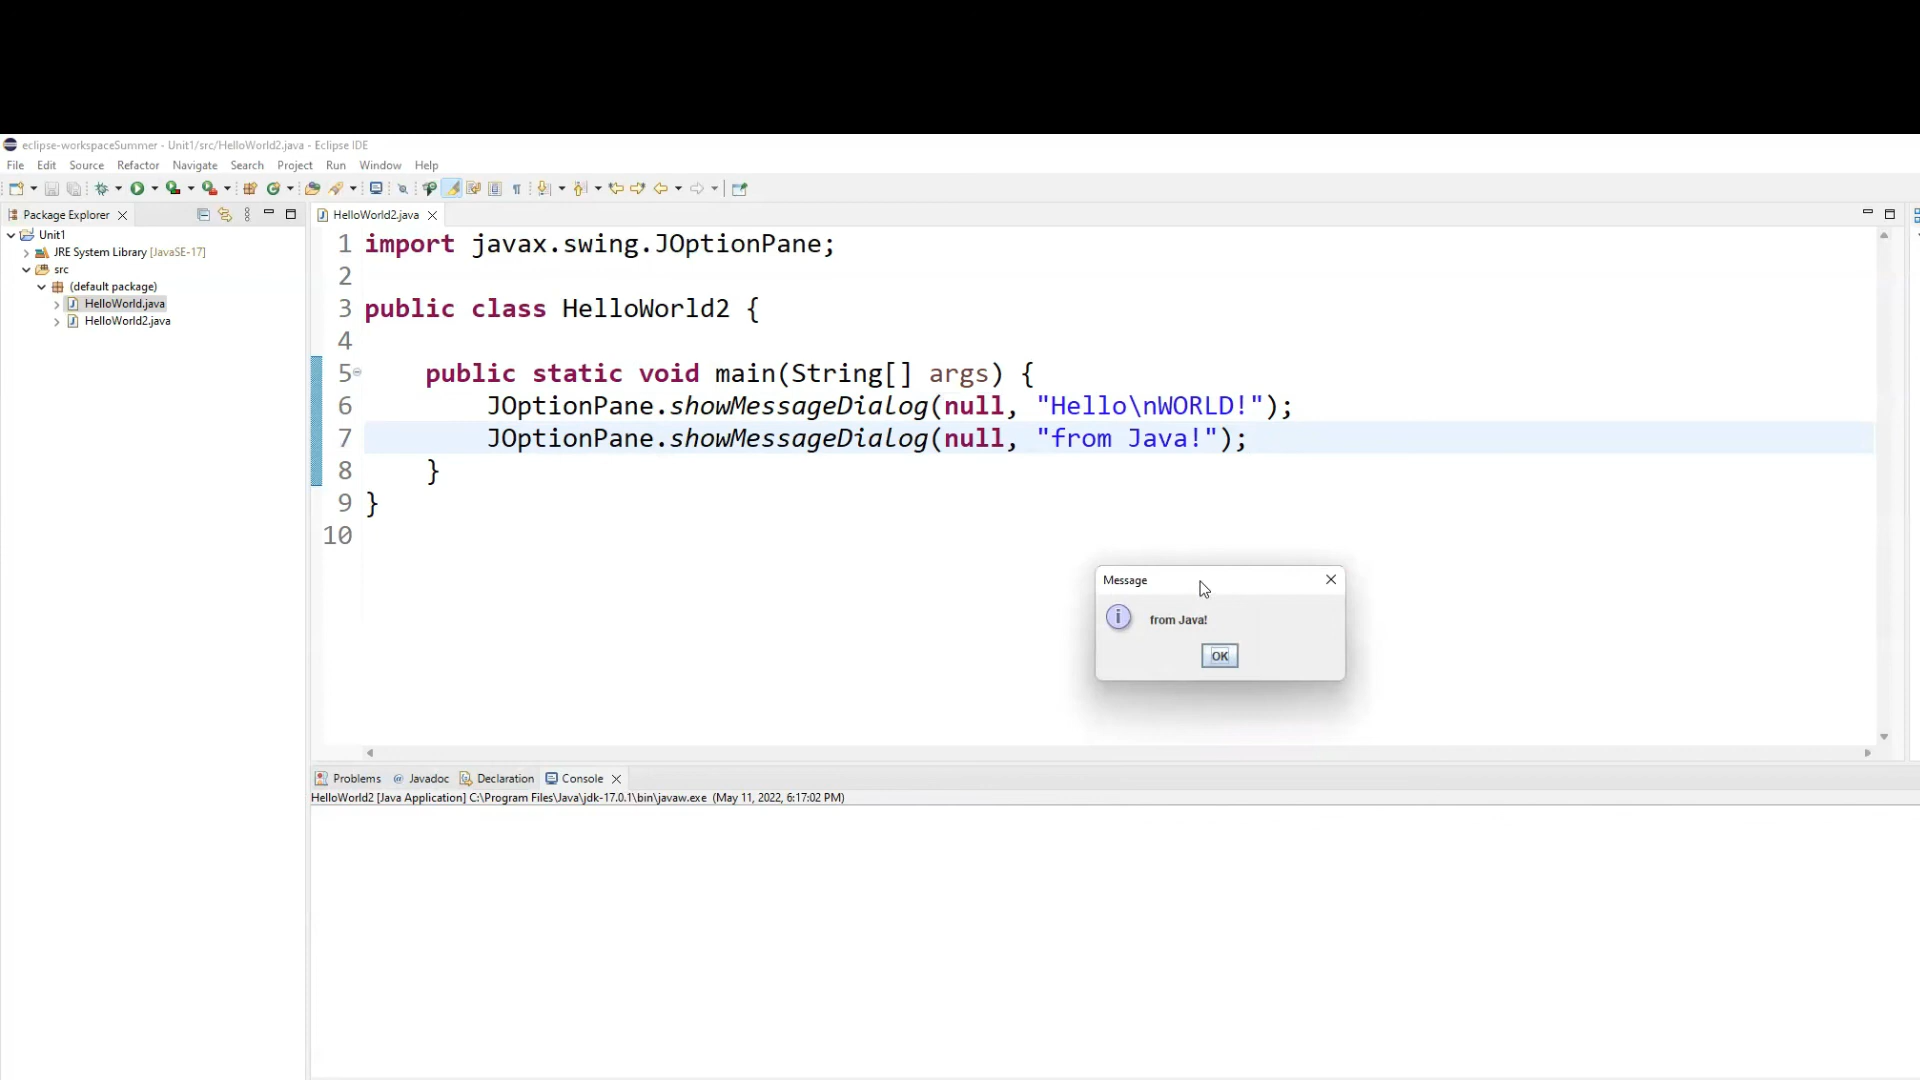 eclipse-workspaceSummer - Unit1/src/HelloWorld2.java - Eclipse IDE
File Edit Source Refactor Navigate Search Project Run Window Help
Package Explorer
HelloWorld2.java
Unit1
JRE System Library [JavaSE-17]
src
(default package)
HelloWorld.java
HelloWorld2.java
1 import javax.swing.JOptionPane;
2
3 public class HelloWorld2 {
4
5 public static void main(String[] args) {
6 JOptionPane.showMessageDialog(null, "Hello\nWORLD!");
7 JOptionPane.showMessageDialog(null, "from Java!");
8 }
9 }
10
Message
from Java!
OK
Problems Javadoc Declaration Console
HelloWorld2 [Java Application] C:\Program Files\Java\jdk-17.0.1\bin\javaw.exe (May 11, 2022, 6:17:02 PM)